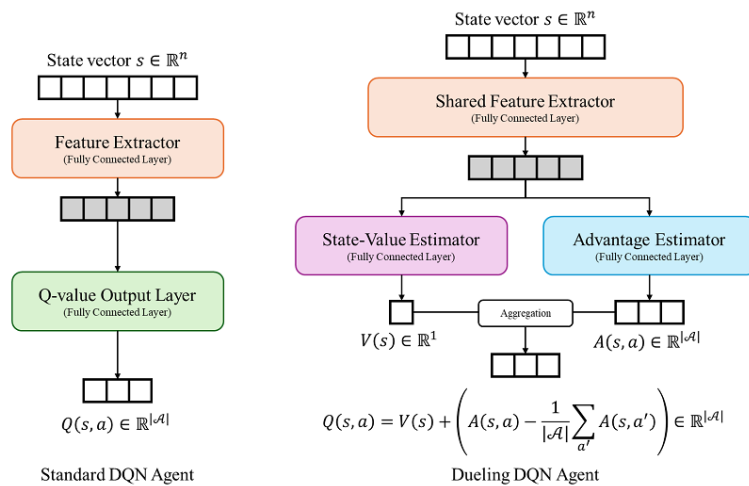 State vector s ∈ ℝⁿ
Feature Extractor
(Fully Connected Layer)
Q-value Output Layer
(Fully Connected Layer)
Q(s, a) ∈ ℝ^|𝒜|
Standard DQN Agent
State vector s ∈ ℝⁿ
Shared Feature Extractor
(Fully Connected Layer)
State-Value Estimator
(Fully Connected Layer)
Advantage Estimator
(Fully Connected Layer)
Aggregation
V(s) ∈ ℝ¹
A(s, a) ∈ ℝ^|𝒜|
Q(s, a) = V(s) + (A(s, a) − 1/|𝒜| ∑_a′ A(s, a′)) ∈ ℝ^|𝒜|
Dueling DQN Agent